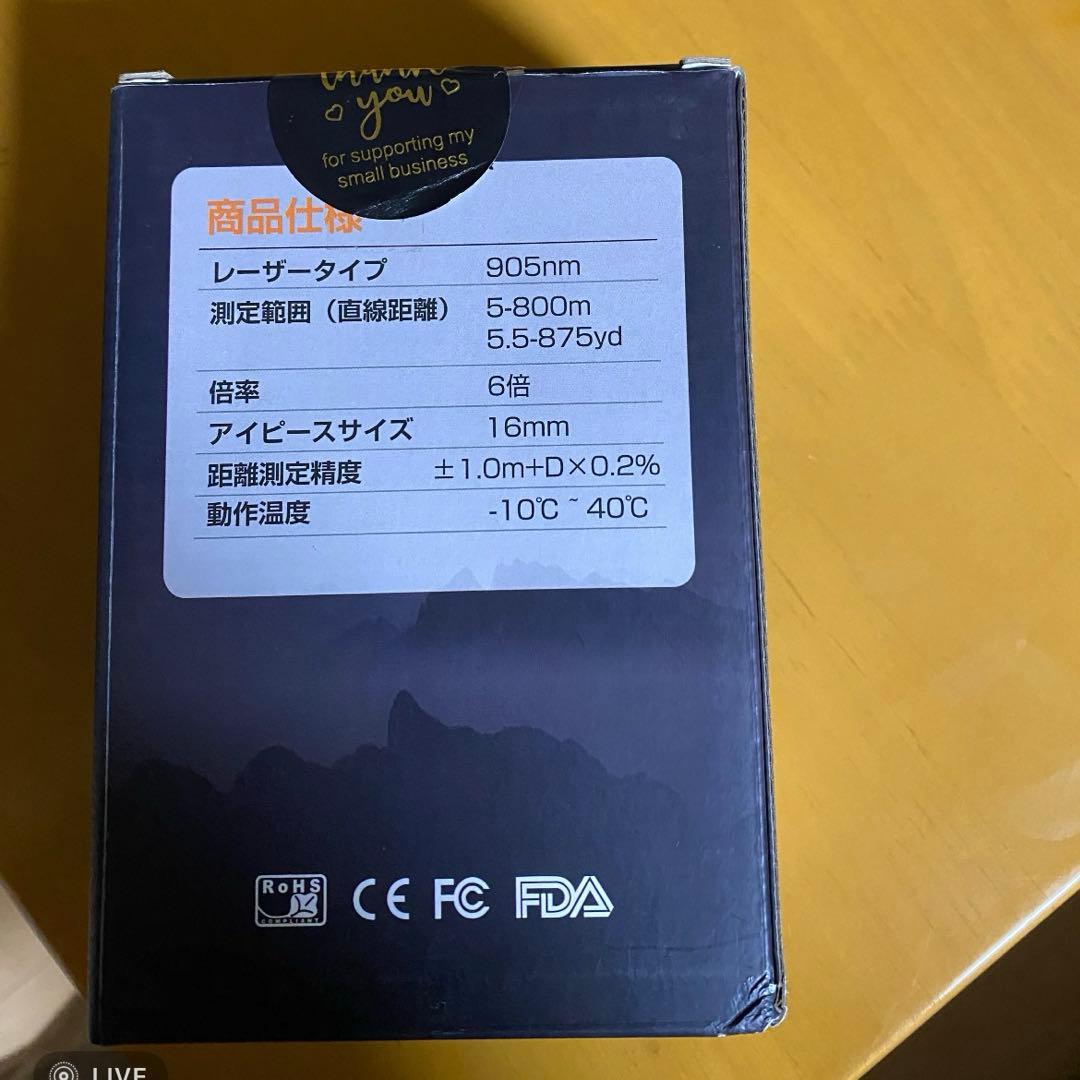 thank
you
for supporting my
small business
商品仕様
レーザータイプ 905nm
測定範囲（直線距離） 5-800m
5.5-875yd
倍率 6倍
アイピースサイズ 16mm
距離測定精度 ±1.0m+D×0.2%
動作温度 -10℃ ~ 40℃
RoHS
COMPLIANT
CE FC FDA
LIVE